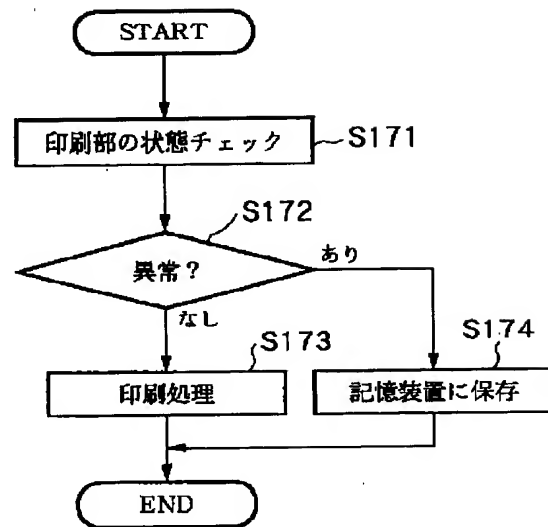 START
印刷部の状態チェック
S171
S172
異常?
あり
なし
S173
S174
印刷処理
記憶装置に保存
END